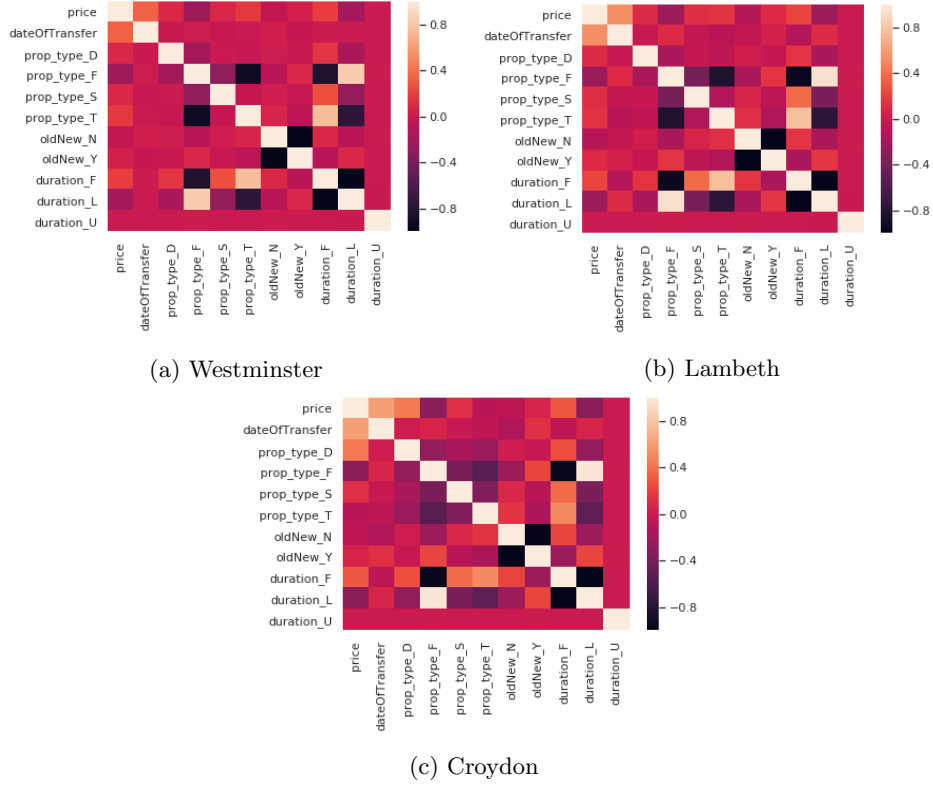 price
dateOfTransfer
prop_type_D
prop_type_F
prop_type_S
prop_type_T
oldNew_N
oldNew_Y
duration_F
duration_L
duration_U
price
dateOfTransfer
prop_type_D
prop_type_F
prop_type_S
prop_type_T
oldNew_N
oldNew_Y
duration_F
duration_L
duration_U
0.8
0.4
0.0
−0.4
−0.8
(a) Westminster
price
dateOfTransfer
prop_type_D
prop_type_F
prop_type_S
prop_type_T
oldNew_N
oldNew_Y
duration_F
duration_L
duration_U
price
dateOfTransfer
prop_type_D
prop_type_F
prop_type_S
prop_type_T
oldNew_N
oldNew_Y
duration_F
duration_L
duration_U
0.8
0.4
0.0
−0.4
−0.8
(b) Lambeth
price
dateOfTransfer
prop_type_D
prop_type_F
prop_type_S
prop_type_T
oldNew_N
oldNew_Y
duration_F
duration_L
duration_U
price
dateOfTransfer
prop_type_D
prop_type_F
prop_type_S
prop_type_T
oldNew_N
oldNew_Y
duration_F
duration_L
duration_U
0.8
0.4
0.0
−0.4
−0.8
(c) Croydon